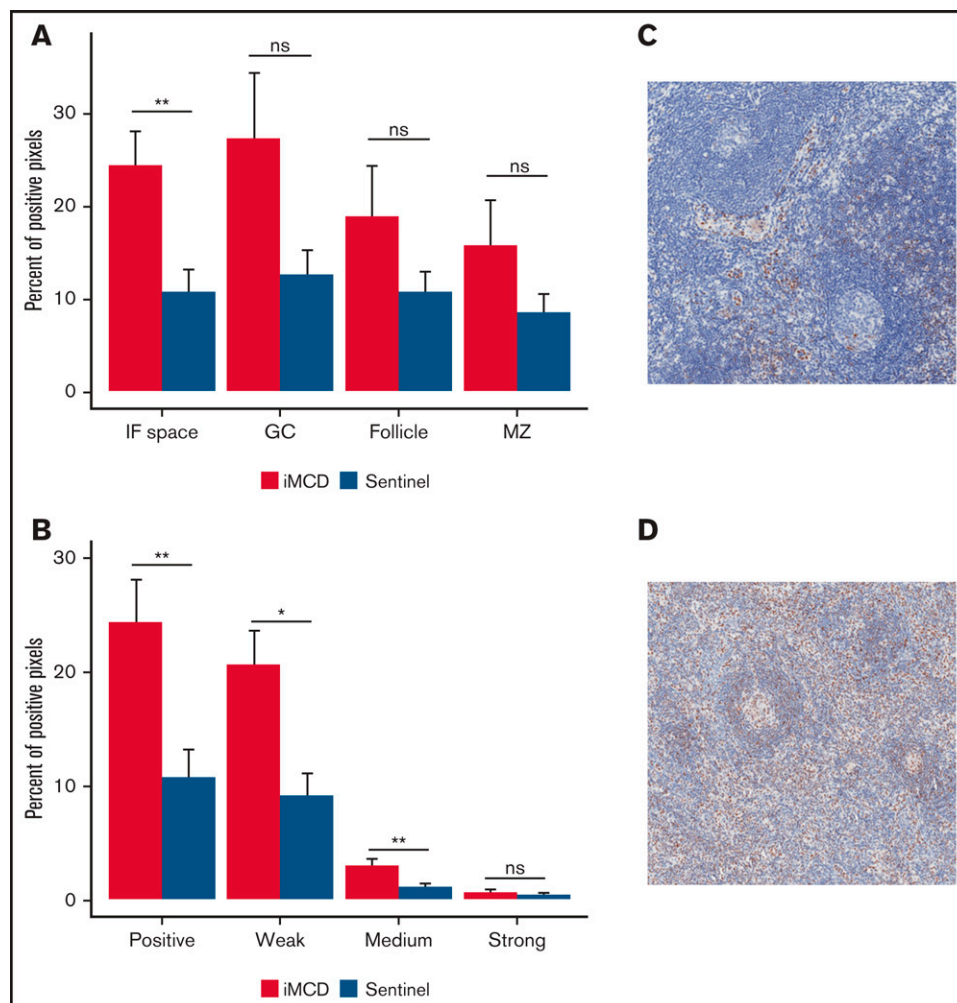 A
Percent of positive pixels
30
20
10
0
**
ns
ns
ns
IF space GC Follicle MZ
iMCD Sentinel
B
Percent of positive pixels
30
20
10
0
**
*
**
ns
Positive Weak Medium Strong
iMCD Sentinel
C
D